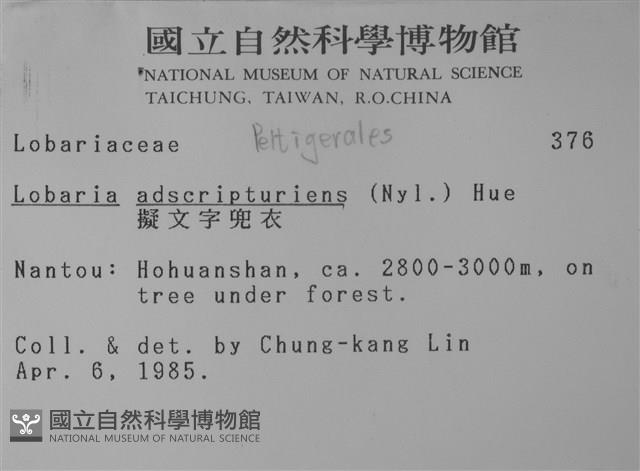 國立自然科學博物館
NATIONAL MUSEUM OF NATURAL SCIENCE
TAICHUNG, TAIWAN, R.O.CHINA
Lobariaceae Peltigerales 376
Lobaria adscripturiens (Nyl.) Hue
擬文字兜衣
Nantou: Hohuanshan, ca. 2800-3000m, on
tree under forest.
Coll. & det. by Chung-kang Lin
Apr. 6, 1985.
國立自然科學博物館
NATIONAL MUSEUM OF NATURAL SCIENCE